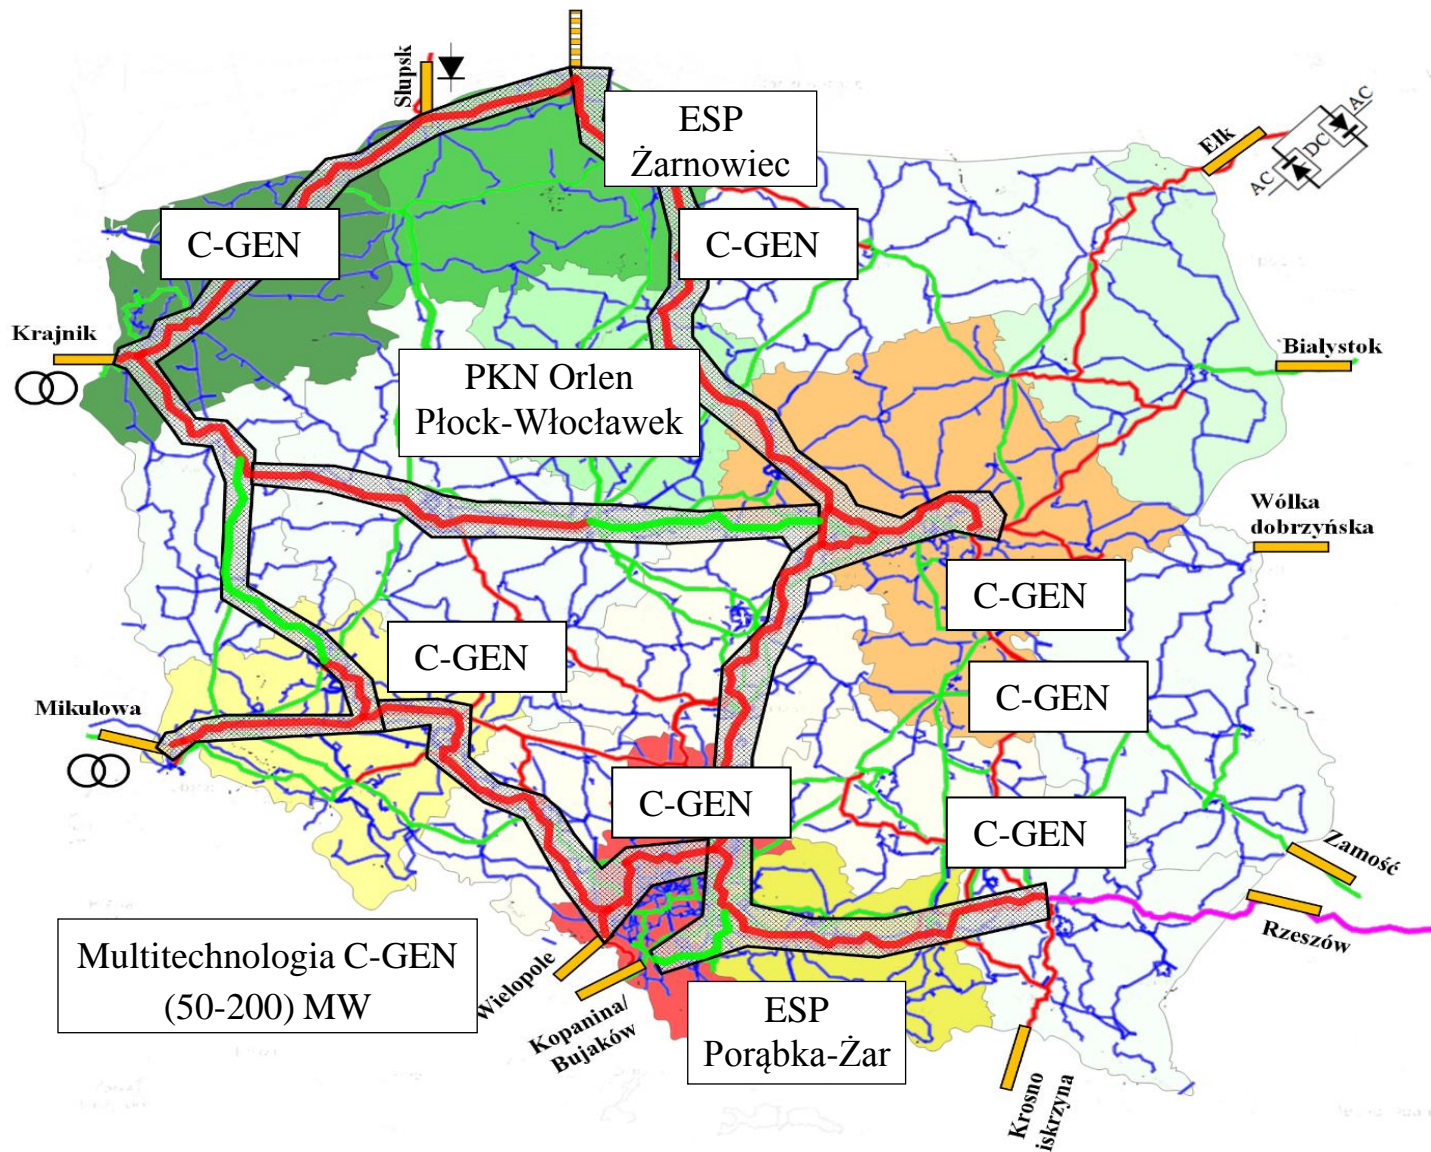 Słupsk
ESP
Żarnowiec
AC
DC
AC
Ełk
C-GEN
C-GEN
Krajnik
Białystok
PKN Orlen
Płock-Włocławek
Wólka
dobrzyńska
C-GEN
C-GEN
C-GEN
Mikułowa
C-GEN
C-GEN
Zamość
Rzeszów
Multitechnologia C-GEN
(50-200) MW
Wielopole
Kopanina/
Bujaków
ESP
Porąbka-Żar
Krosno
iskrzyna